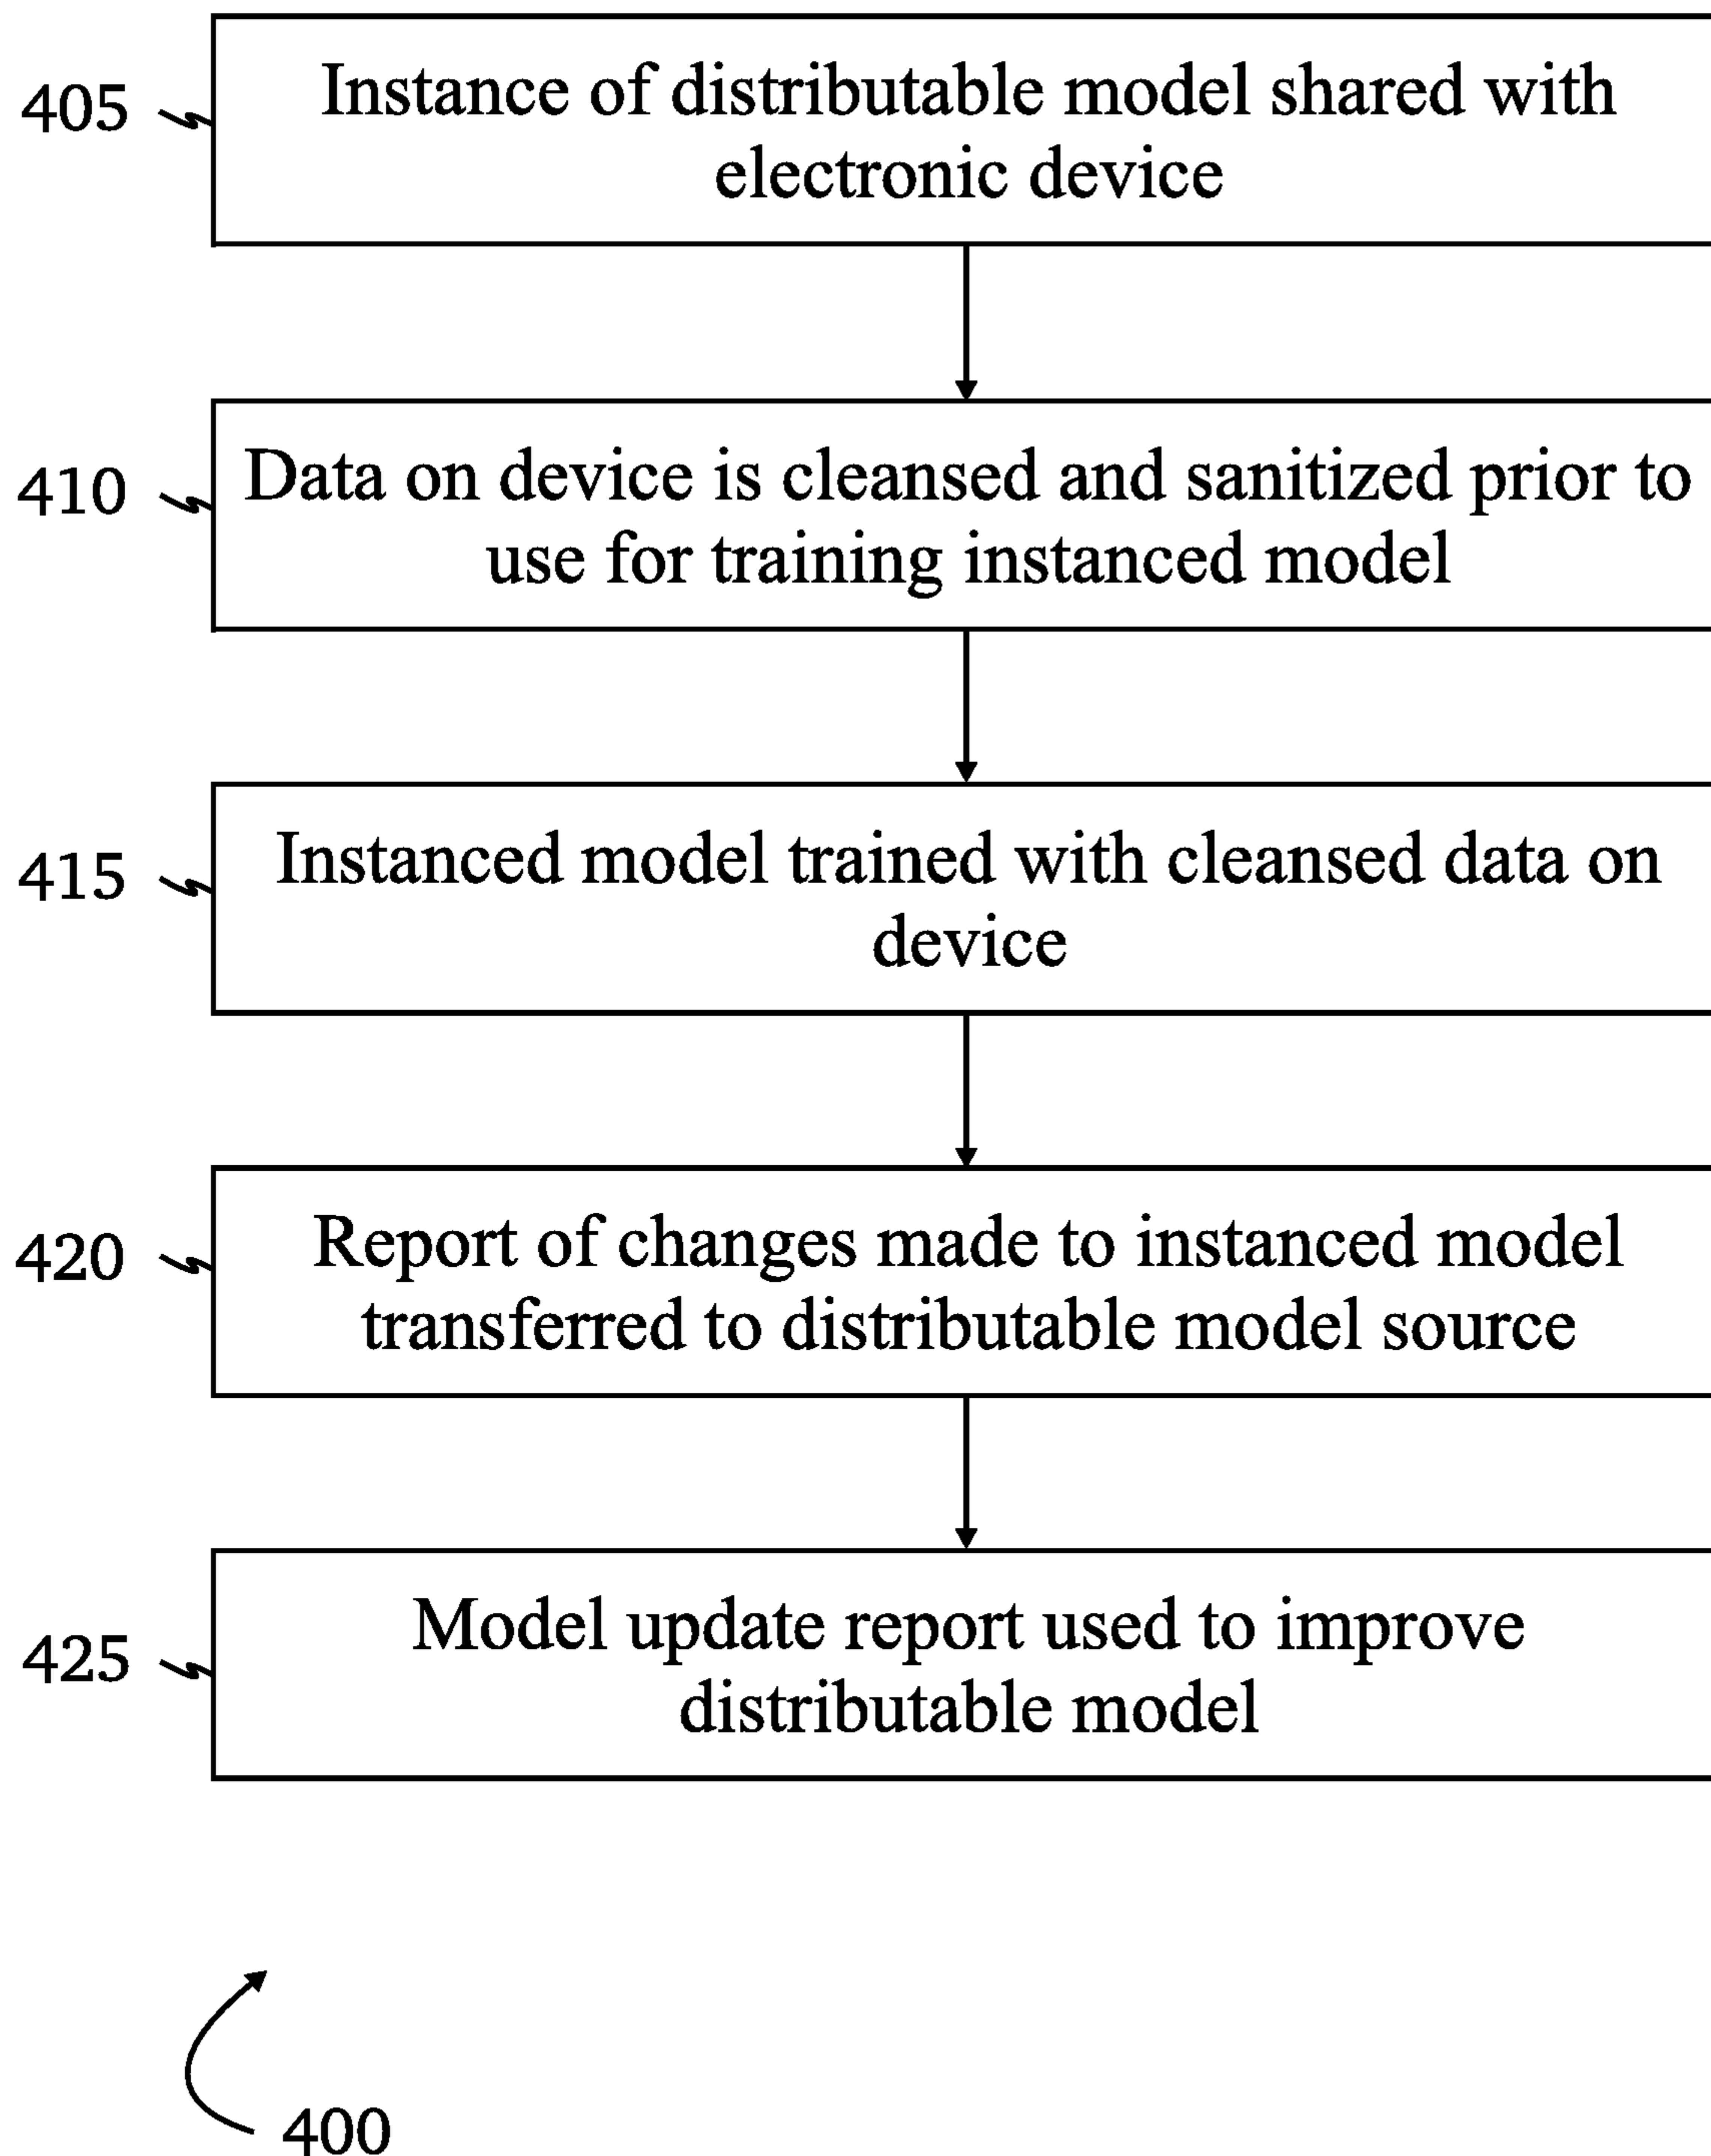 405
Instance of distributable model shared with
electronic device
410
Data on device is cleansed and sanitized prior to
use for training instanced model
415
Instanced model trained with cleansed data on
device
420
Report of changes made to instanced model
transferred to distributable model source
425
Model update report used to improve
distributable model
400